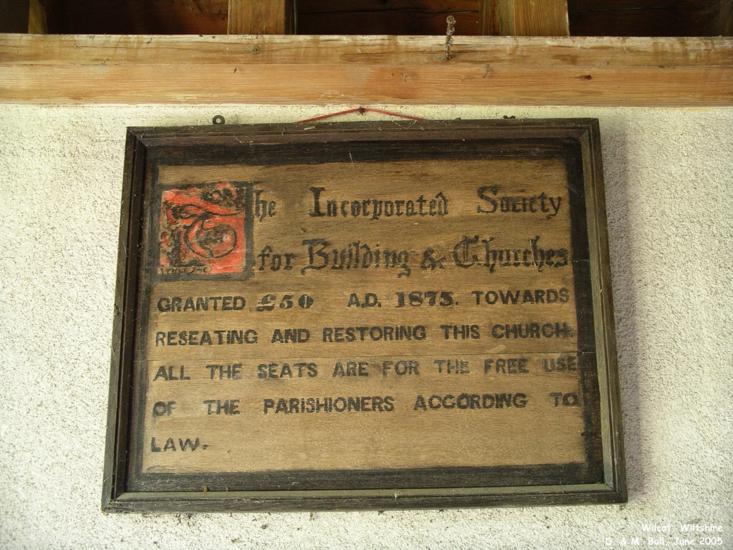 The Incorporated Society
for Building & Churches
GRANTED £50 A.D. 1875. TOWARDS
RESEATING AND RESTORING THIS CHURCH.
ALL THE SEATS ARE FOR THE FREE USE
OF THE PARISHIONERS ACCORDING TO
LAW.
Wilcot, Wiltshire
D. & M. Ball, June 2005